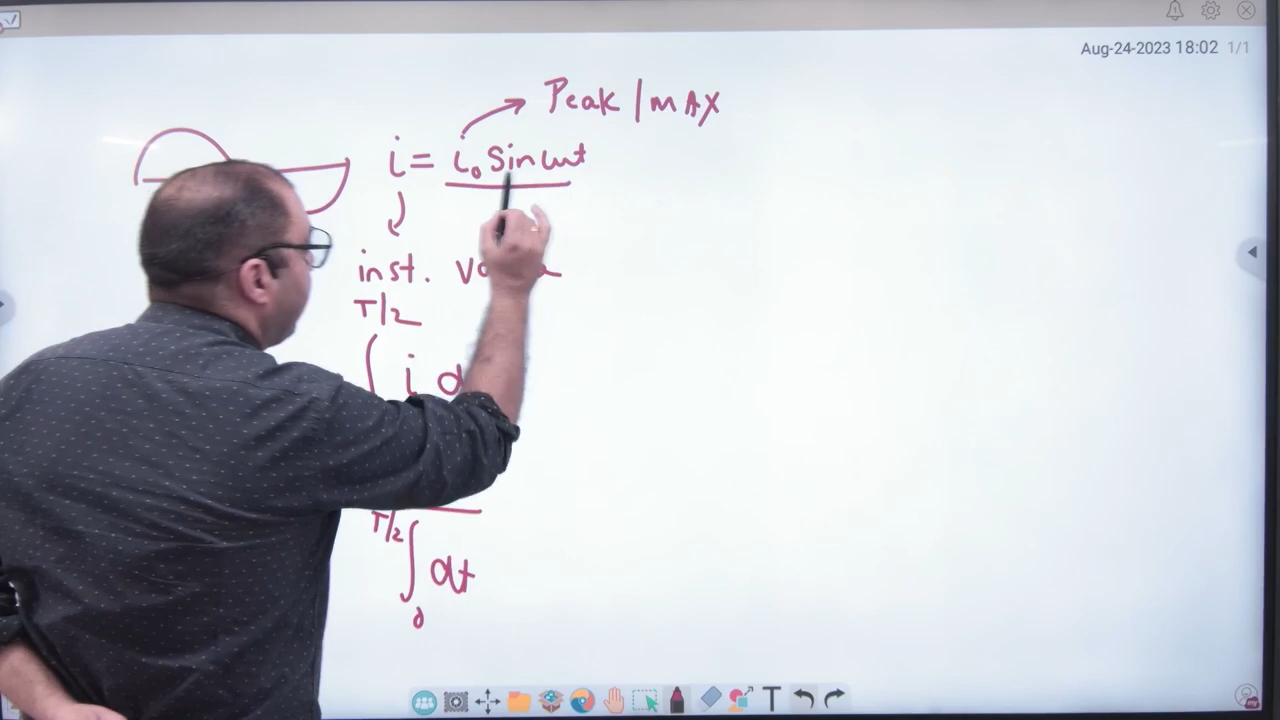 Aug-24-2023 18:02 1/1
Peak / mAX
i = i₀ Sin ωt
inst.
T/2
∫ i
T/2
∫ dt
0
T